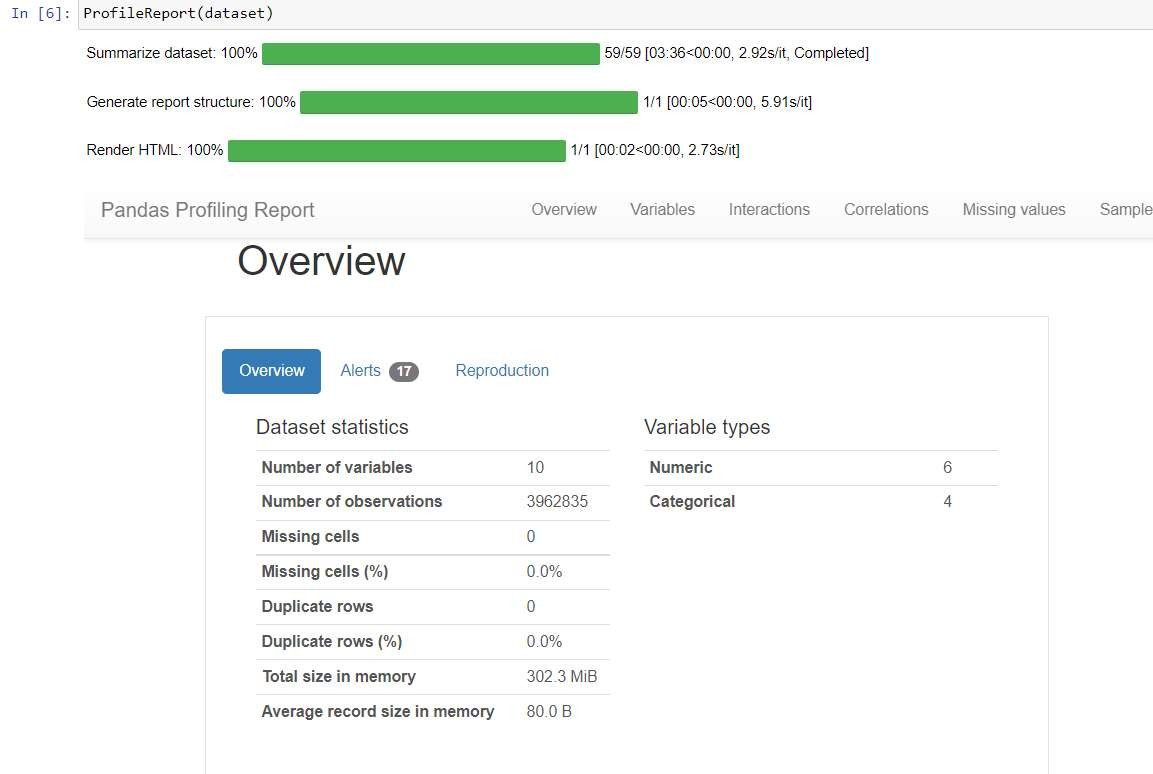 In [6]: ProfileReport(dataset)
Summarize dataset: 100% 59/59 [03:36<00:00, 2.92s/it, Completed]
Generate report structure: 100% 1/1 [00:05<00:00, 5.91s/it]
Render HTML: 100% 1/1 [00:02<00:00, 2.73s/it]
Pandas Profiling Report Overview Variables Interactions Correlations Missing values Sample
Overview
Overview Alerts 17 Reproduction
Dataset statistics Variable types
Number of variables 10 Numeric 6
Number of observations 3962835 Categorical 4
Missing cells 0
Missing cells (%) 0.0%
Duplicate rows 0
Duplicate rows (%) 0.0%
Total size in memory 302.3 MiB
Average record size in memory 80.0 B